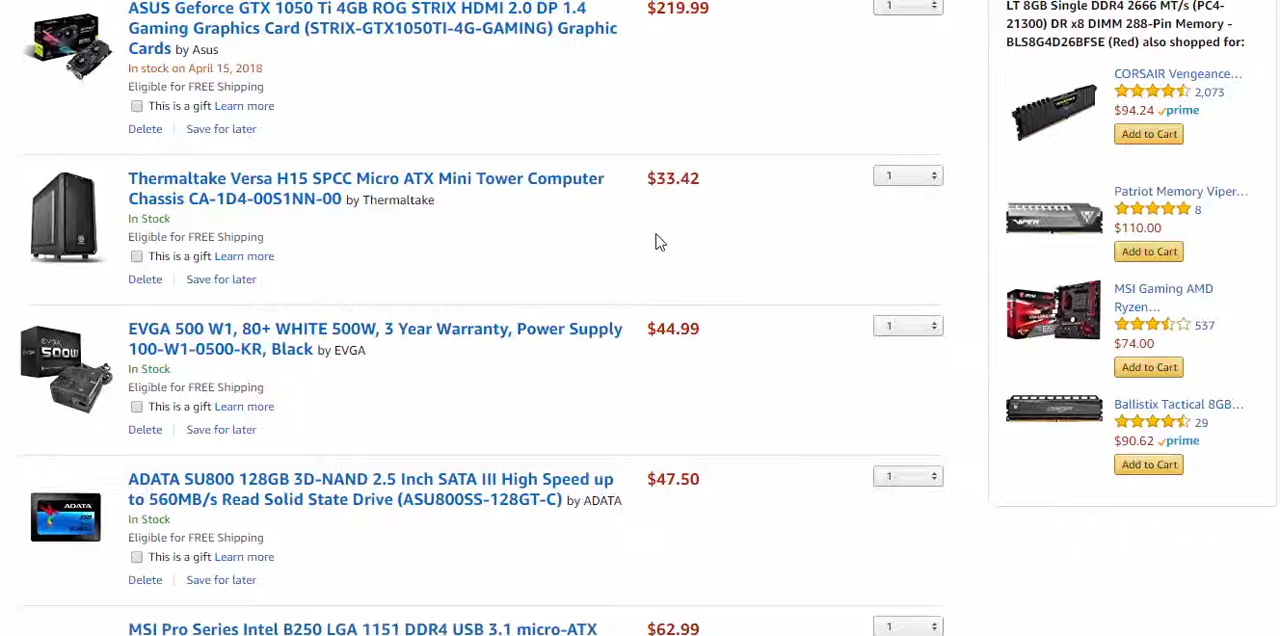 ASUS Geforce GTX 1050 Ti 4GB ROG STRIX HDMI 2.0 DP 1.4
Gaming Graphics Card (STRIX-GTX1050TI-4G-GAMING) Graphic
Cards by Asus
In stock on April 15, 2018
Eligible for FREE Shipping
This is a gift Learn more
Delete | Save for later
$219.99
1
Thermaltake Versa H15 SPCC Micro ATX Mini Tower Computer
Chassis CA-1D4-00S1NN-00 by Thermaltake
In Stock
Eligible for FREE Shipping
This is a gift Learn more
Delete | Save for later
$33.42
1
EVGA 500 W1, 80+ WHITE 500W, 3 Year Warranty, Power Supply
100-W1-0500-KR, Black by EVGA
In Stock
Eligible for FREE Shipping
This is a gift Learn more
Delete | Save for later
$44.99
1
EVGA
500W
ADATA SU800 128GB 3D-NAND 2.5 Inch SATA III High Speed up
to 560MB/s Read Solid State Drive (ASU800SS-128GT-C) by ADATA
In Stock
Eligible for FREE Shipping
This is a gift Learn more
Delete | Save for later
$47.50
1
ADATA
MSI Pro Series Intel B250 LGA 1151 DDR4 USB 3.1 micro-ATX
$62.99
1
LT 8GB Single DDR4 2666 MT/s (PC4-
21300) DR x8 DIMM 288-Pin Memory -
BLS8G4D26BFSE (Red) also shopped for:
CORSAIR Vengeance...
2,073
$94.24 prime
Add to Cart
Patriot Memory Viper...
8
$110.00
Add to Cart
VIPER
MSI Gaming AMD
Ryzen...
537
$74.00
Add to Cart
Ballistix Tactical 8GB...
29
$90.62 prime
Add to Cart